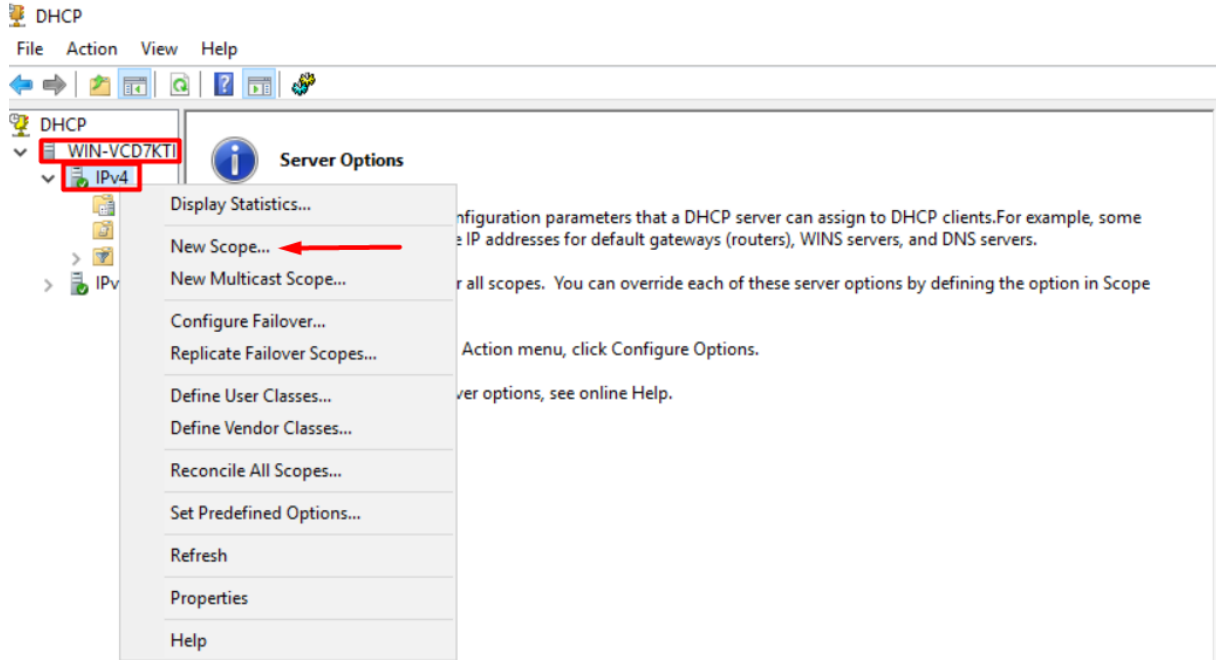 DHCP
File Action View Help
DHCP
WIN-VCD7KTI
IPv4
IPv
Server Options
nfiguration parameters that a DHCP server can assign to DHCP clients.For example, some
e IP addresses for default gateways (routers), WINS servers, and DNS servers.
r all scopes. You can override each of these server options by defining the option in Scope
Action menu, click Configure Options.
ver options, see online Help.
Display Statistics...
New Scope...
New Multicast Scope...
Configure Failover...
Replicate Failover Scopes...
Define User Classes...
Define Vendor Classes...
Reconcile All Scopes...
Set Predefined Options...
Refresh
Properties
Help